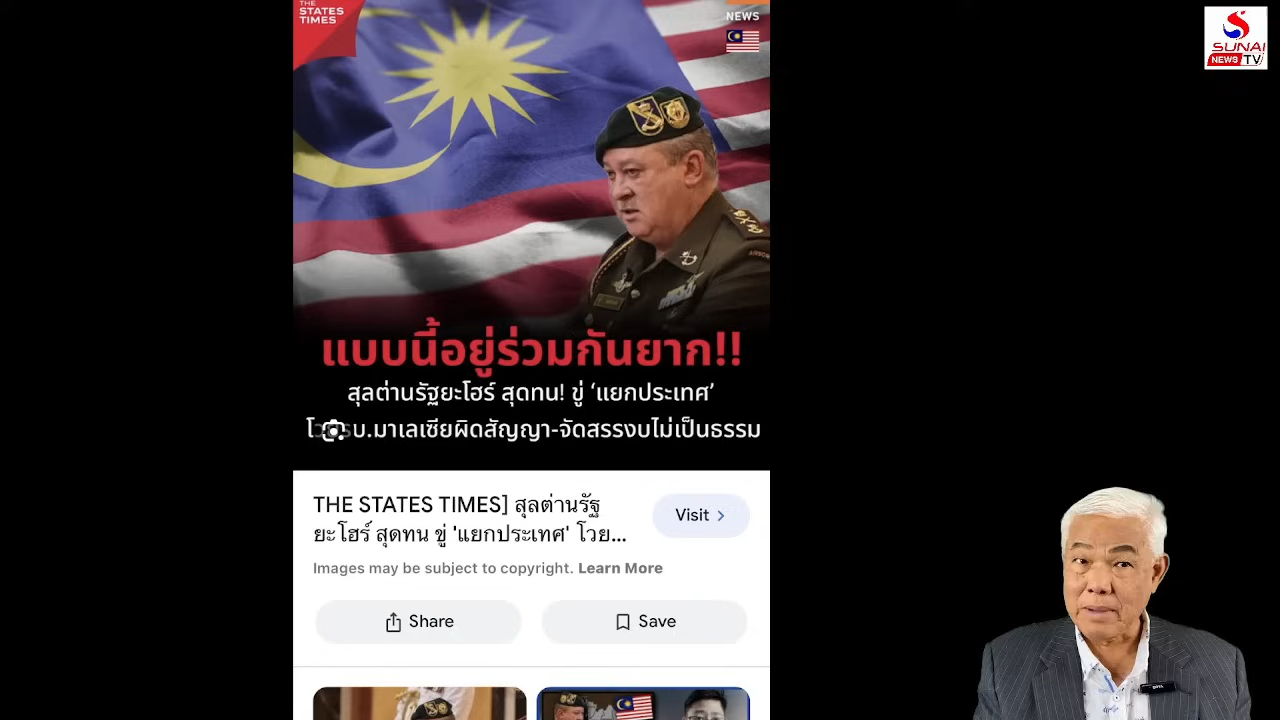 THE
STATES
TIMES
NEWS
SUNAI
NEWS TV
แบบนี้อยู่ร่วมกันยาก!!
สุลต่านรัฐยะโฮร์ สุดทน! ขู่ ‘แยกประเทศ’
บ.มาเลเซียผิดสัญญา-จัดสรรงบไม่เป็นธรรม
THE STATES TIMES] สุลต่านรัฐ
ยะโฮร์ สุดทน ขู่ 'แยกประเทศ' โวย...
Visit
Images may be subject to copyright. Learn More
Share
Save